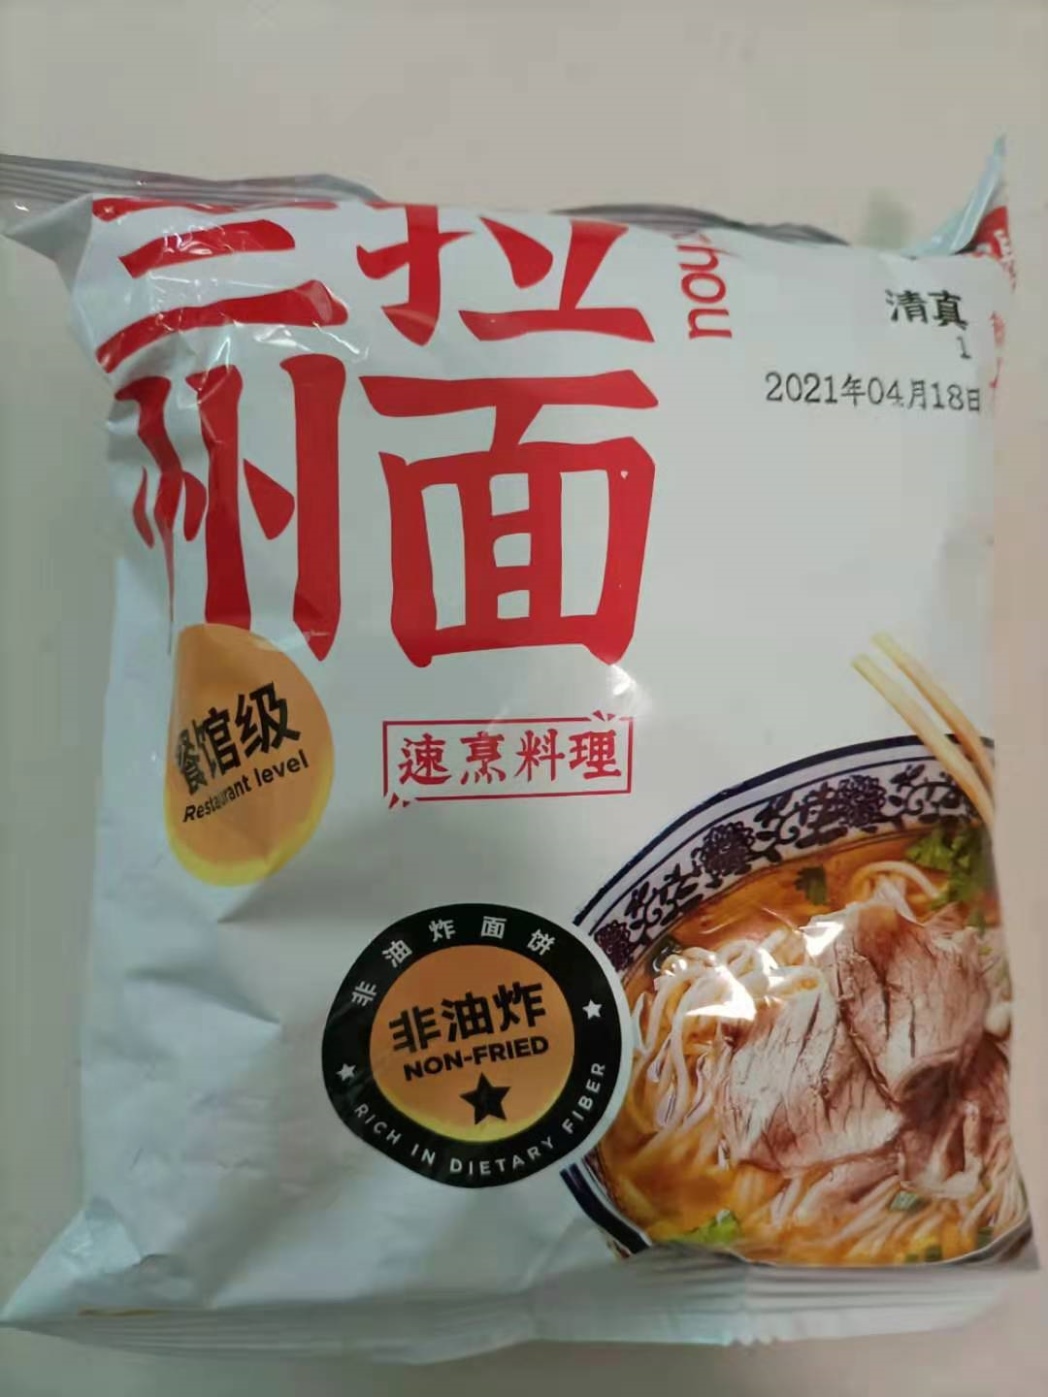 拉面
州
nou
清真
1
2021年04月18日
餐馆级
Restaurant level
速烹料理
非油炸面饼
非油炸
NON-FRIED
RICH IN DIETARY FIBER